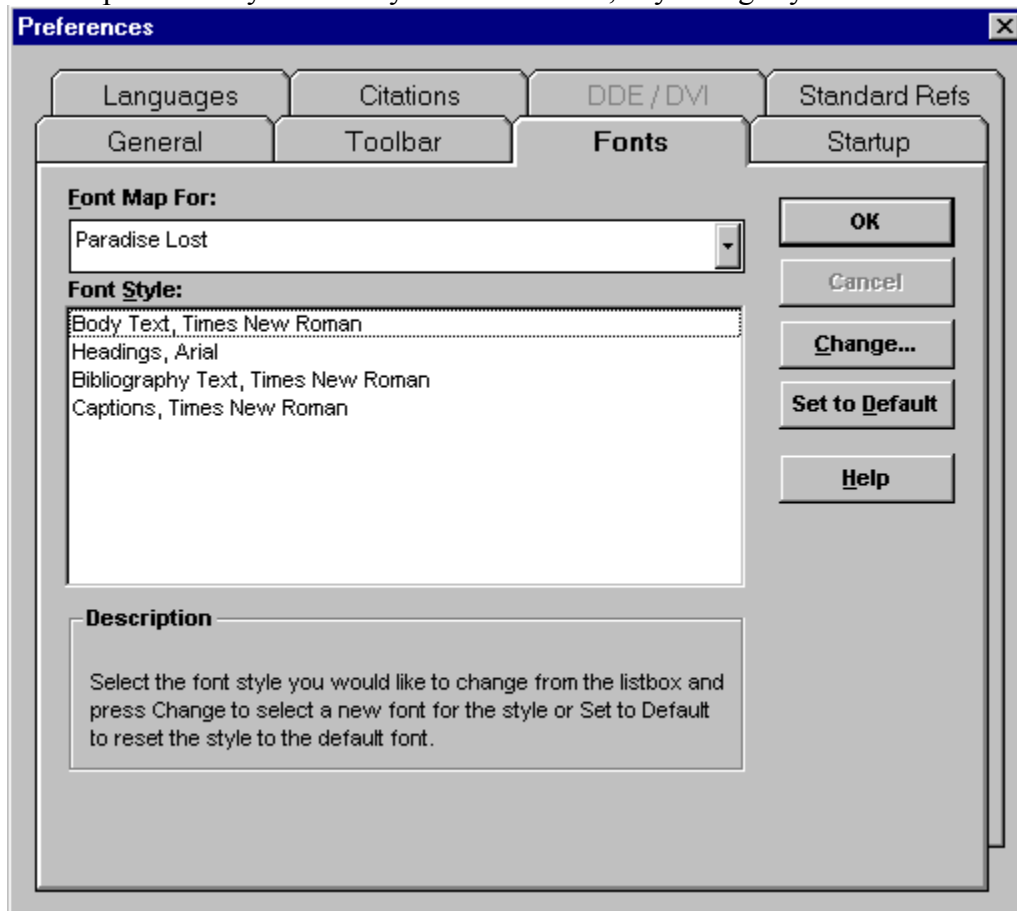 Preferences
Languages Citations DDE / DVI Standard Refs
General Toolbar Fonts Startup
Font Map For:
Paradise Lost
OK
Cancel
Font Style:
Body Text, Times New Roman
Headings, Arial
Bibliography Text, Times New Roman
Captions, Times New Roman
Change...
Set to Default
Help
Description
Select the font style you would like to change from the listbox and
press Change to select a new font for the style or Set to Default
to reset the style to the default font.